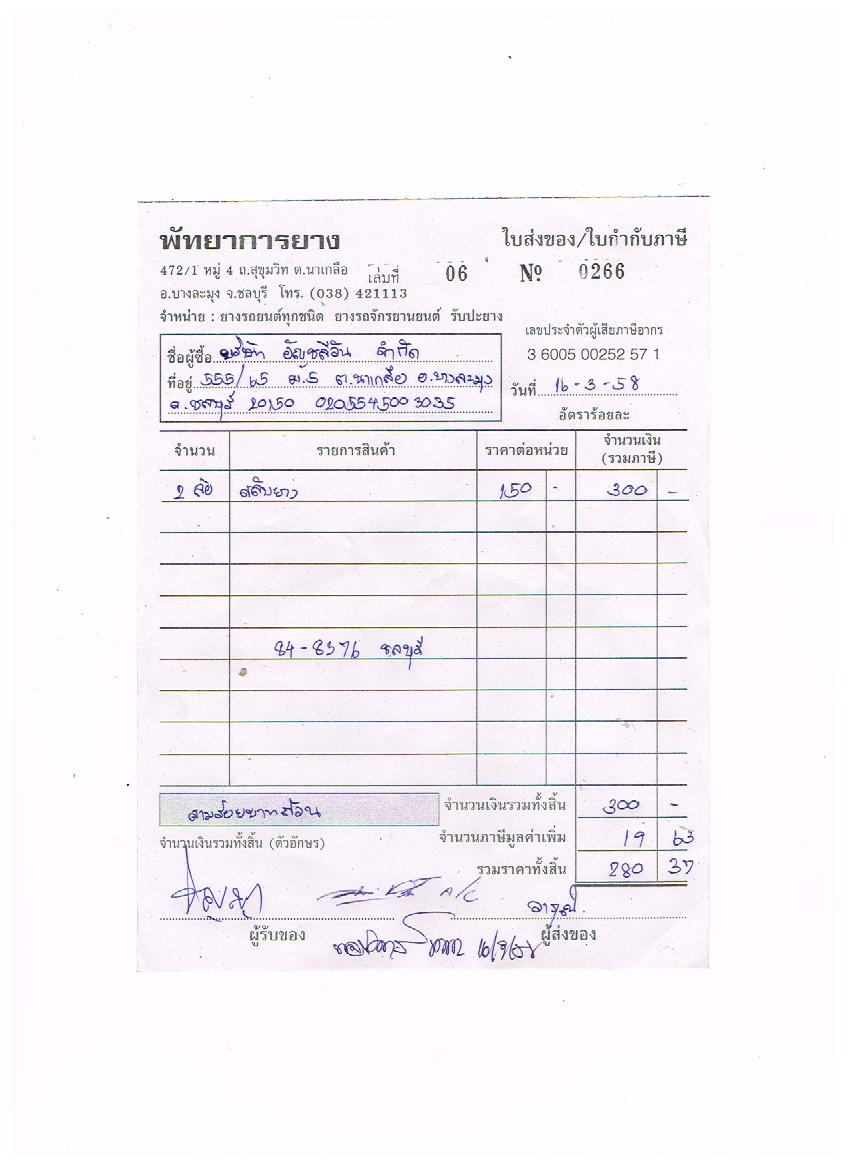 พัทยาการยาง
ใบส่งของ/ใบกำกับภาษี
472/1 หมู่ 4 ถ.สุขุมวิท ต.นาเกลือ เล่มที่ 06 Nº 0266
อ.บางละมุง จ.ชลบุรี โทร. (038) 421113
จำหน่าย : ยางรถยนต์ทุกชนิด ยางรถจักรยานยนต์ รับปะยาง
เลขประจำตัวผู้เสียภาษีอากร
3 6005 00252 57 1
ชื่อผู้ซื้อ บริษัท อัญชลีวัน จำกัด
ที่อยู่ 555/65 ม.5 ต.นาเกลือ อ.บางละมุง
จ.ชลบุรี 20150 0205545003035
วันที่ 16-3-58
อัตราร้อยละ
จำนวน รายการสินค้า ราคาต่อหน่วย จำนวนเงิน (รวมภาษี)
2 ล้อ สลับยาง 150 - 300 -
84-8376 ชลบุรี
สามร้อยบาทถ้วน
จำนวนเงินรวมทั้งสิ้น 300 -
จำนวนเงินรวมทั้งสิ้น (ตัวอักษร)
จำนวนภาษีมูลค่าเพิ่ม 19 63
รวมราคาทั้งสิ้น 280 37
A/C
ผู้รับของ
ผู้ส่งของ